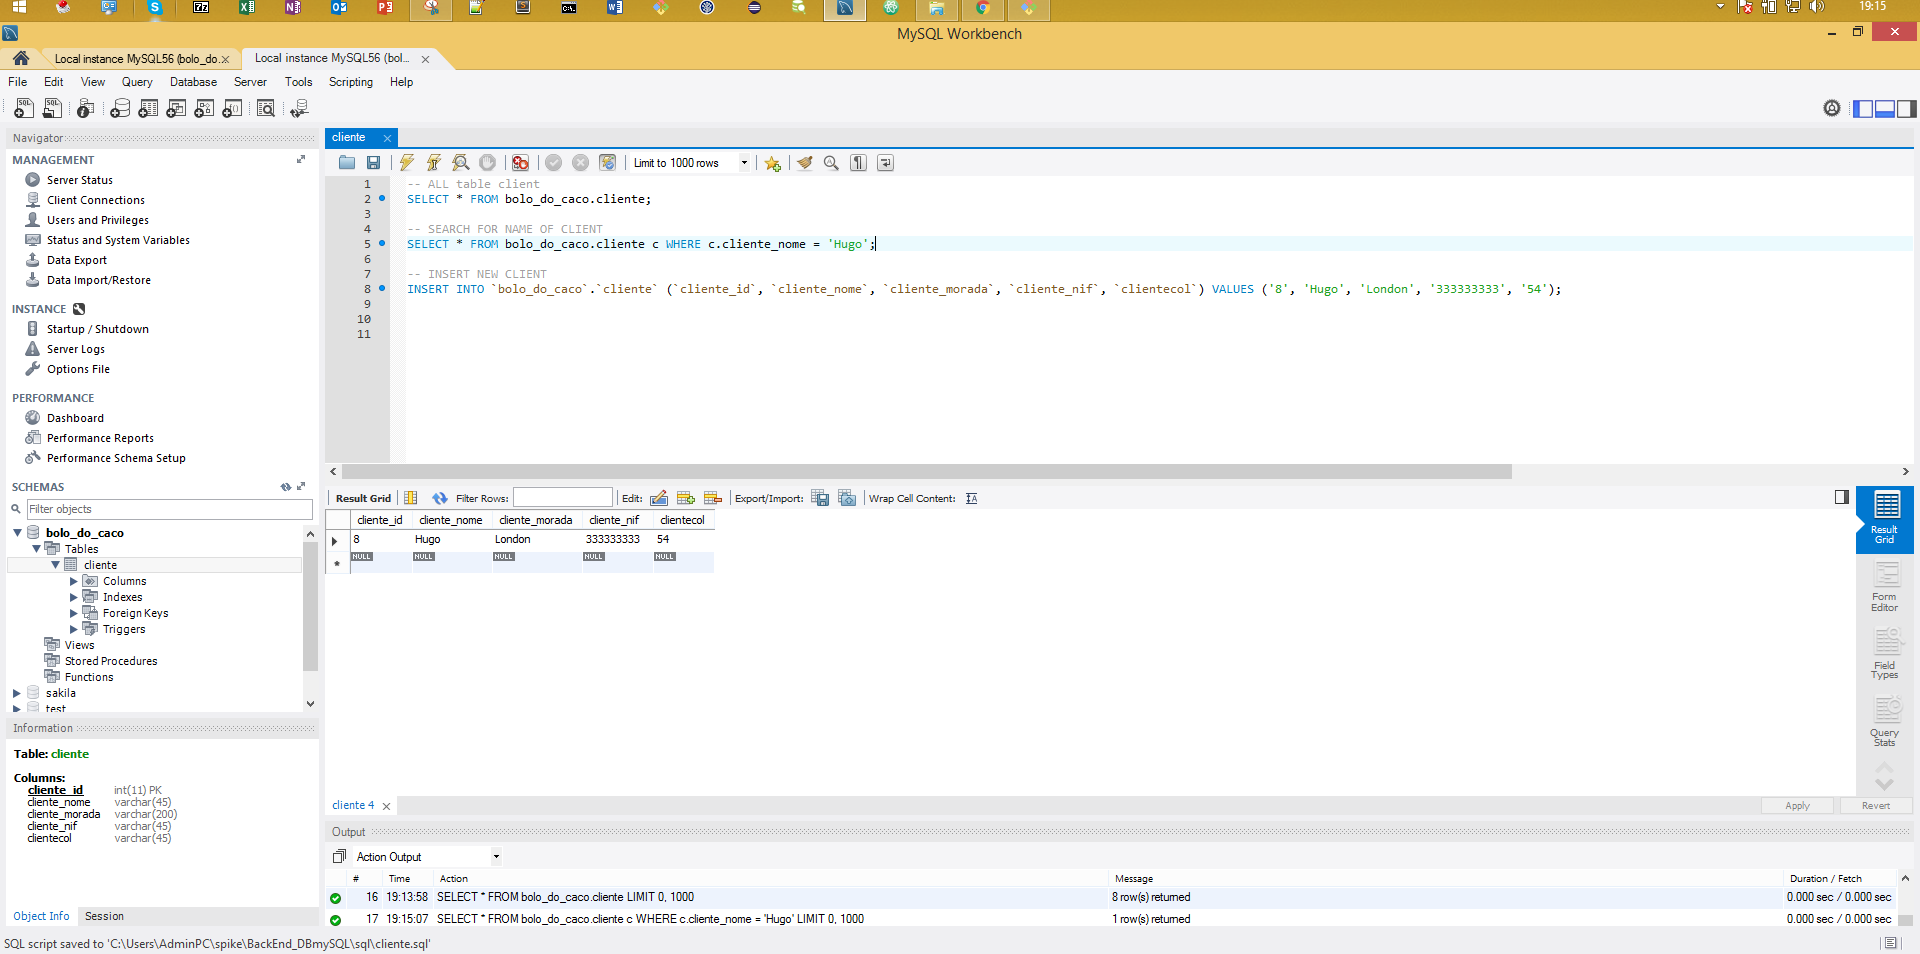 19:15
MySQL Workbench
Local instance MySQL56 (bolo_do. x
Local instance MySQL56 (bol... x
File Edit View Query Database Server Tools Scripting Help
Navigator
MANAGEMENT
Server Status
Client Connections
Users and Privileges
Status and System Variables
Data Export
Data Import/Restore
INSTANCE
Startup / Shutdown
Server Logs
Options File
PERFORMANCE
Dashboard
Performance Reports
Performance Schema Setup
SCHEMAS
Filter objects
bolo_do_caco
Tables
cliente
Columns
Indexes
Foreign Keys
Triggers
Views
Stored Procedures
Functions
sakila
test
Information
Table: cliente
Columns:
cliente_id int(11) PK
cliente_nome varchar(45)
cliente_morada varchar(200)
cliente_nif varchar(45)
clientecol varchar(45)
Object Info Session
cliente
Limit to 1000 rows
1 -- ALL table client
2 SELECT * FROM bolo_do_caco.cliente;
3
4 -- SEARCH FOR NAME OF CLIENT
5 SELECT * FROM bolo_do_caco.cliente c WHERE c.cliente_nome = 'Hugo';
6
7 -- INSERT NEW CLIENT
8 INSERT INTO `bolo_do_caco`.`cliente` (`cliente_id`, `cliente_nome`, `cliente_morada`, `cliente_nif`, `clientecol`) VALUES ('8', 'Hugo', 'London', '333333333', '54');
9
10
11
Result Grid Filter Rows: Edit: Export/Import: Wrap Cell Content:
cliente_id cliente_nome cliente_morada cliente_nif clientecol
8 Hugo London 333333333 54
NULL NULL NULL NULL NULL
Result Grid
Form Editor
Field Types
Query Stats
cliente 4
Apply Revert
Output
Action Output
# Time Action Message Duration / Fetch
16 19:13:58 SELECT * FROM bolo_do_caco.cliente LIMIT 0, 1000 8 row(s) returned 0.000 sec / 0.000 sec
17 19:15:07 SELECT * FROM bolo_do_caco.cliente c WHERE c.cliente_nome = 'Hugo' LIMIT 0, 1000 1 row(s) returned 0.000 sec / 0.000 sec
SQL script saved to 'C:\Users\AdminPC\spike\BackEnd_DBmySQL\sql\cliente.sql'